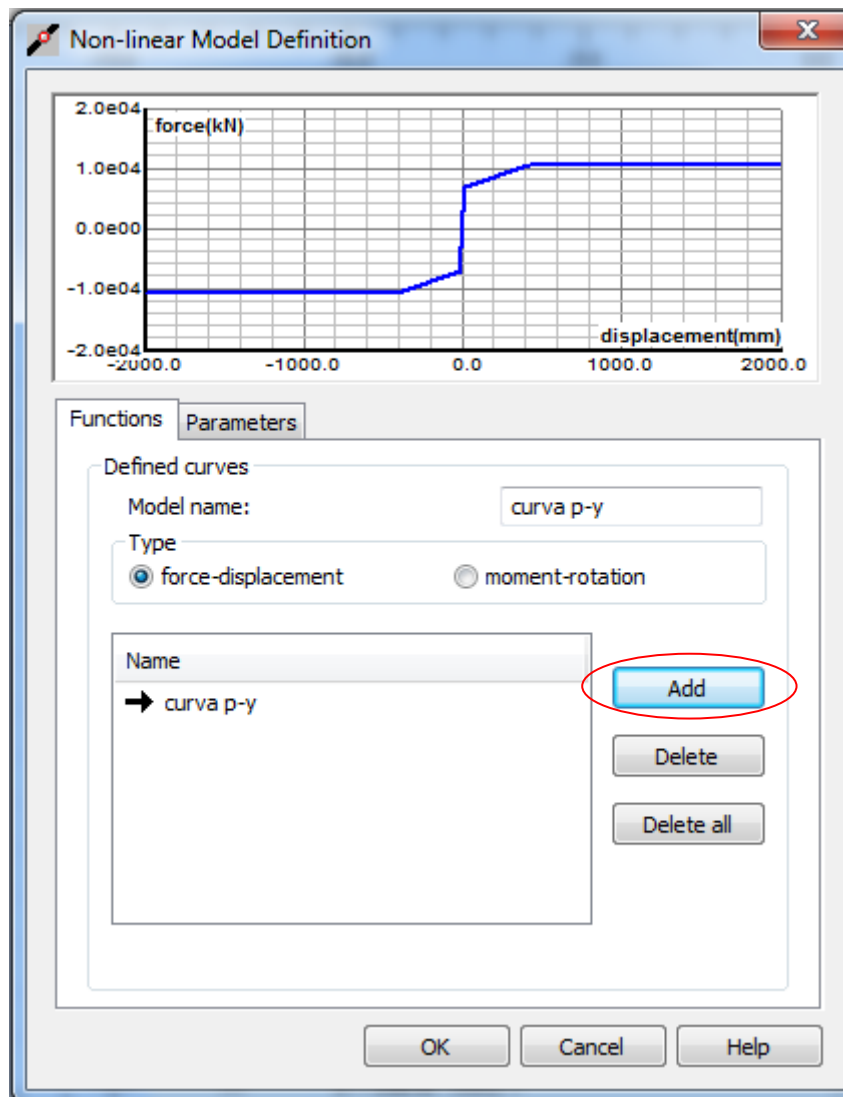 Non-linear Model Definition
2.0e04
force(kN)
1.0e04
0.0e00
-1.0e04
displacement(mm)
-2.0e04
-2000.0 -1000.0 0.0 1000.0 2000.0
Functions Parameters
Defined curves
Model name: curva p-y
Type
force-displacement moment-rotation
Name
curva p-y
Add
Delete
Delete all
OK Cancel Help